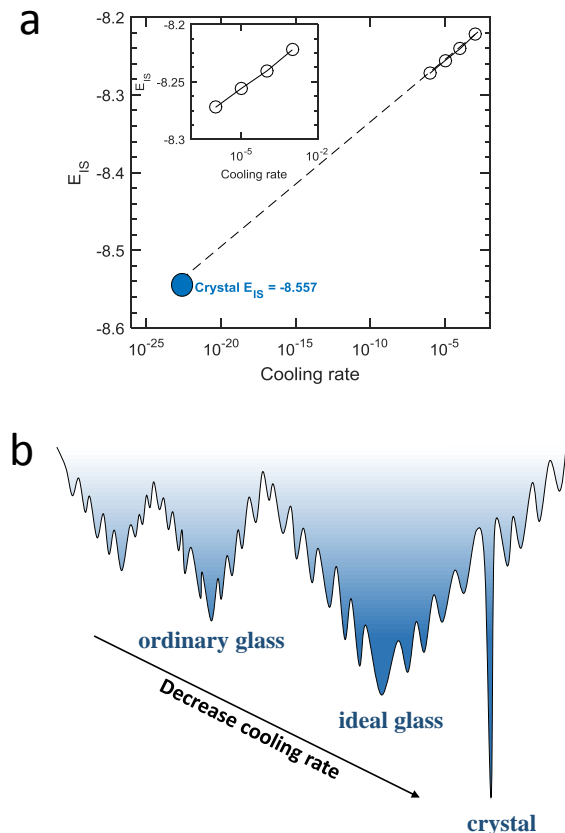 a
-8.2
-8.3
-8.4
-8.5
-8.6
E_IS
10^-25
10^-20
10^-15
10^-10
10^-5
Cooling rate
-8.2
-8.25
-8.3
E_IS
10^-5
10^-2
Cooling rate
Crystal E_IS = -8.557
b
ordinary glass
Decrease cooling rate
ideal glass
crystal